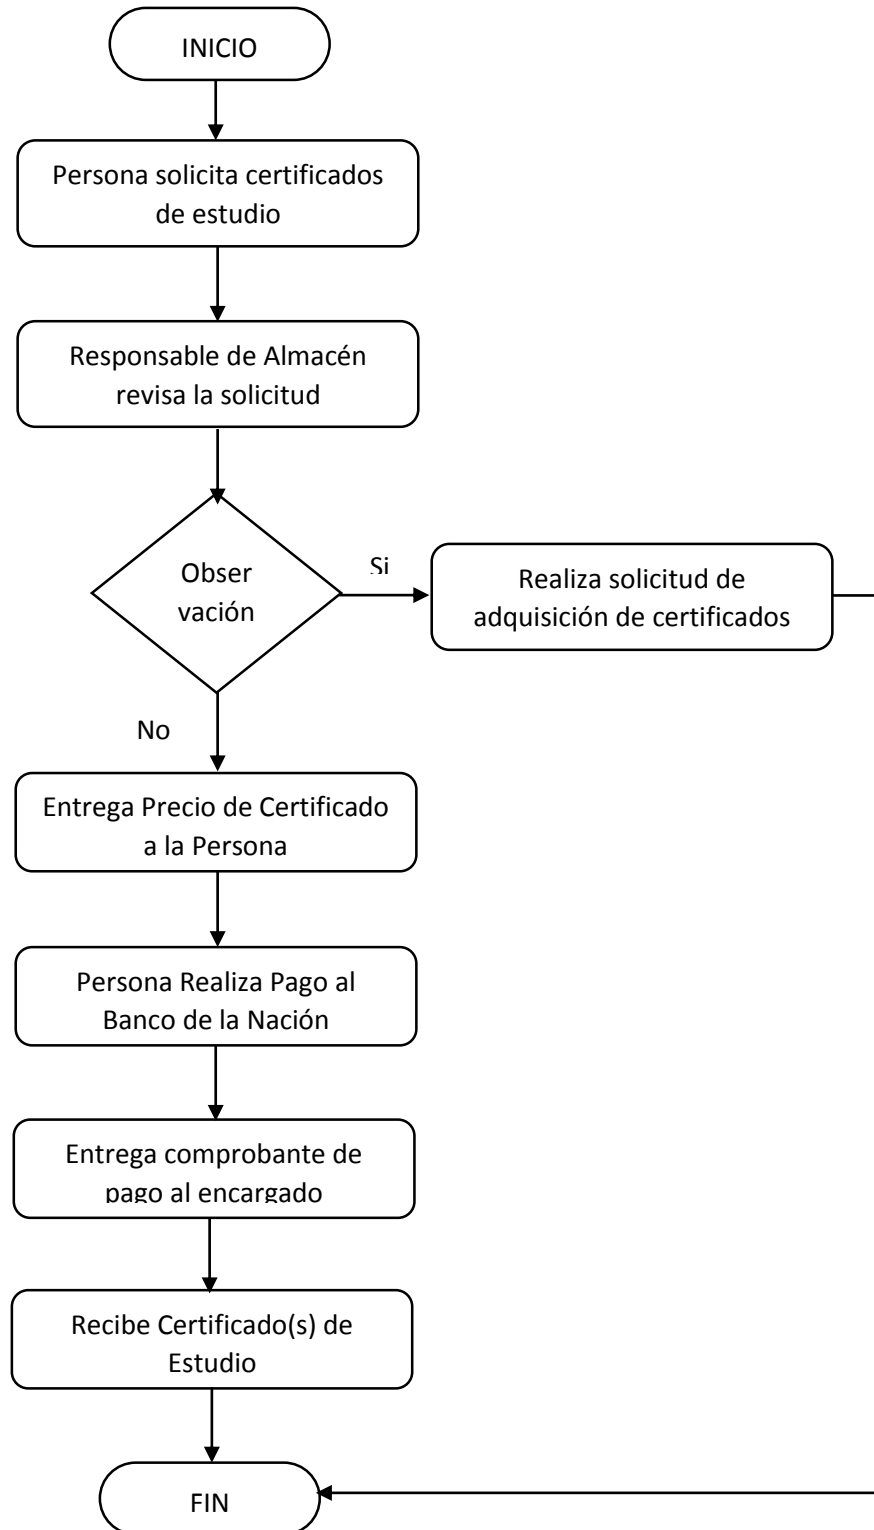 INICIO
Persona solicita certificados
de estudio
Responsable de Almacén
revisa la solicitud
Obser
vación
Si
Realiza solicitud de
adquisición de certificados
No
Entrega Precio de Certificado
a la Persona
Persona Realiza Pago al
Banco de la Nación
Entrega comprobante de
pago al encargado
Recibe Certificado(s) de
Estudio
FIN